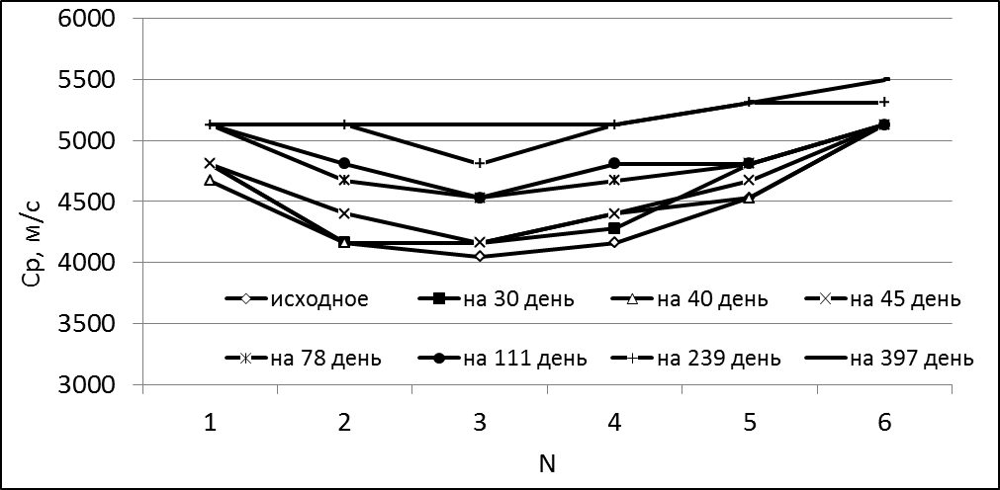 6000
5500
5000
4500
4000
3500
3000
Ср, м/с
исходное на 30 день на 40 день на 45 день
на 78 день на 111 день на 239 день на 397 день
1 2 3 4 5 6
N